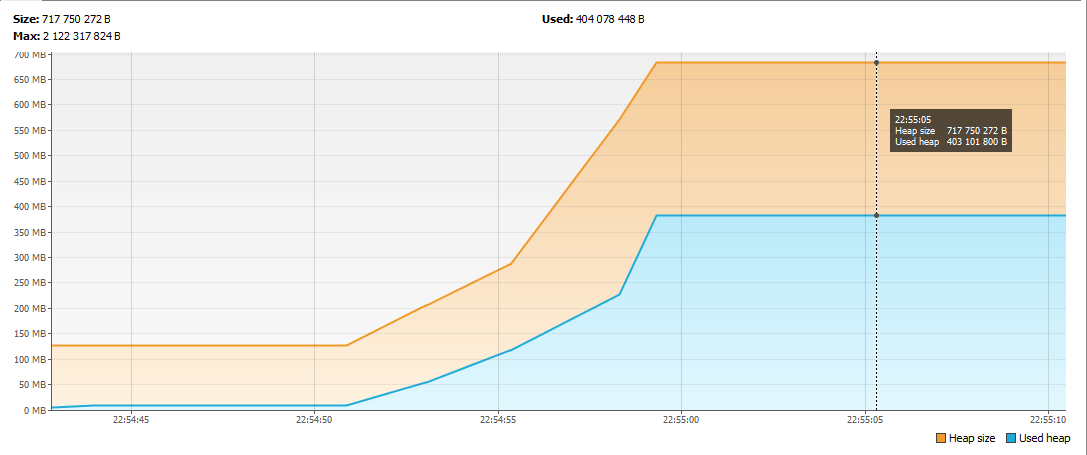 Size: 717 750 272 B
Used: 404 078 448 B
Max: 2 122 317 824 B
700 MB
650 MB
600 MB
550 MB
500 MB
450 MB
400 MB
350 MB
300 MB
250 MB
200 MB
150 MB
100 MB
50 MB
0 MB
22:55:05
Heap size 717 750 272 B
Used heap 403 101 800 B
22:54:45
22:54:50
22:54:55
22:55:00
22:55:05
22:55:10
Heap size
Used heap